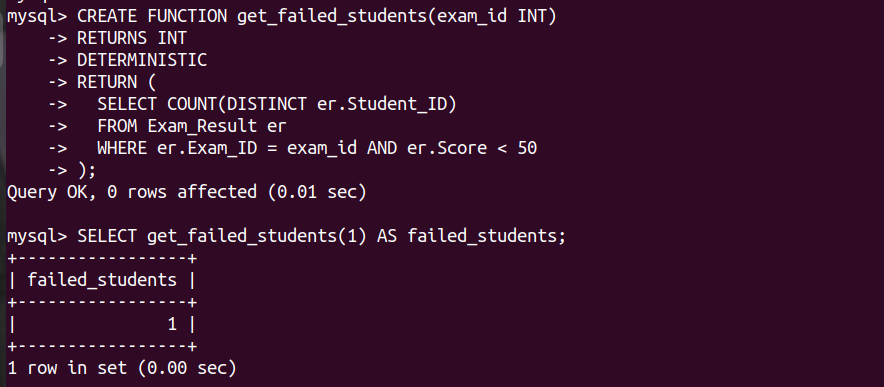 mysql> CREATE FUNCTION get_failed_students(exam_id INT)
    -> RETURNS INT
    -> DETERMINISTIC
    -> RETURN (
    ->   SELECT COUNT(DISTINCT er.Student_ID)
    ->   FROM Exam_Result er
    ->   WHERE er.Exam_ID = exam_id AND er.Score < 50
    -> );
Query OK, 0 rows affected (0.01 sec)

mysql> SELECT get_failed_students(1) AS failed_students;
+-----------------+
| failed_students |
+-----------------+
|               1 |
+-----------------+
1 row in set (0.00 sec)